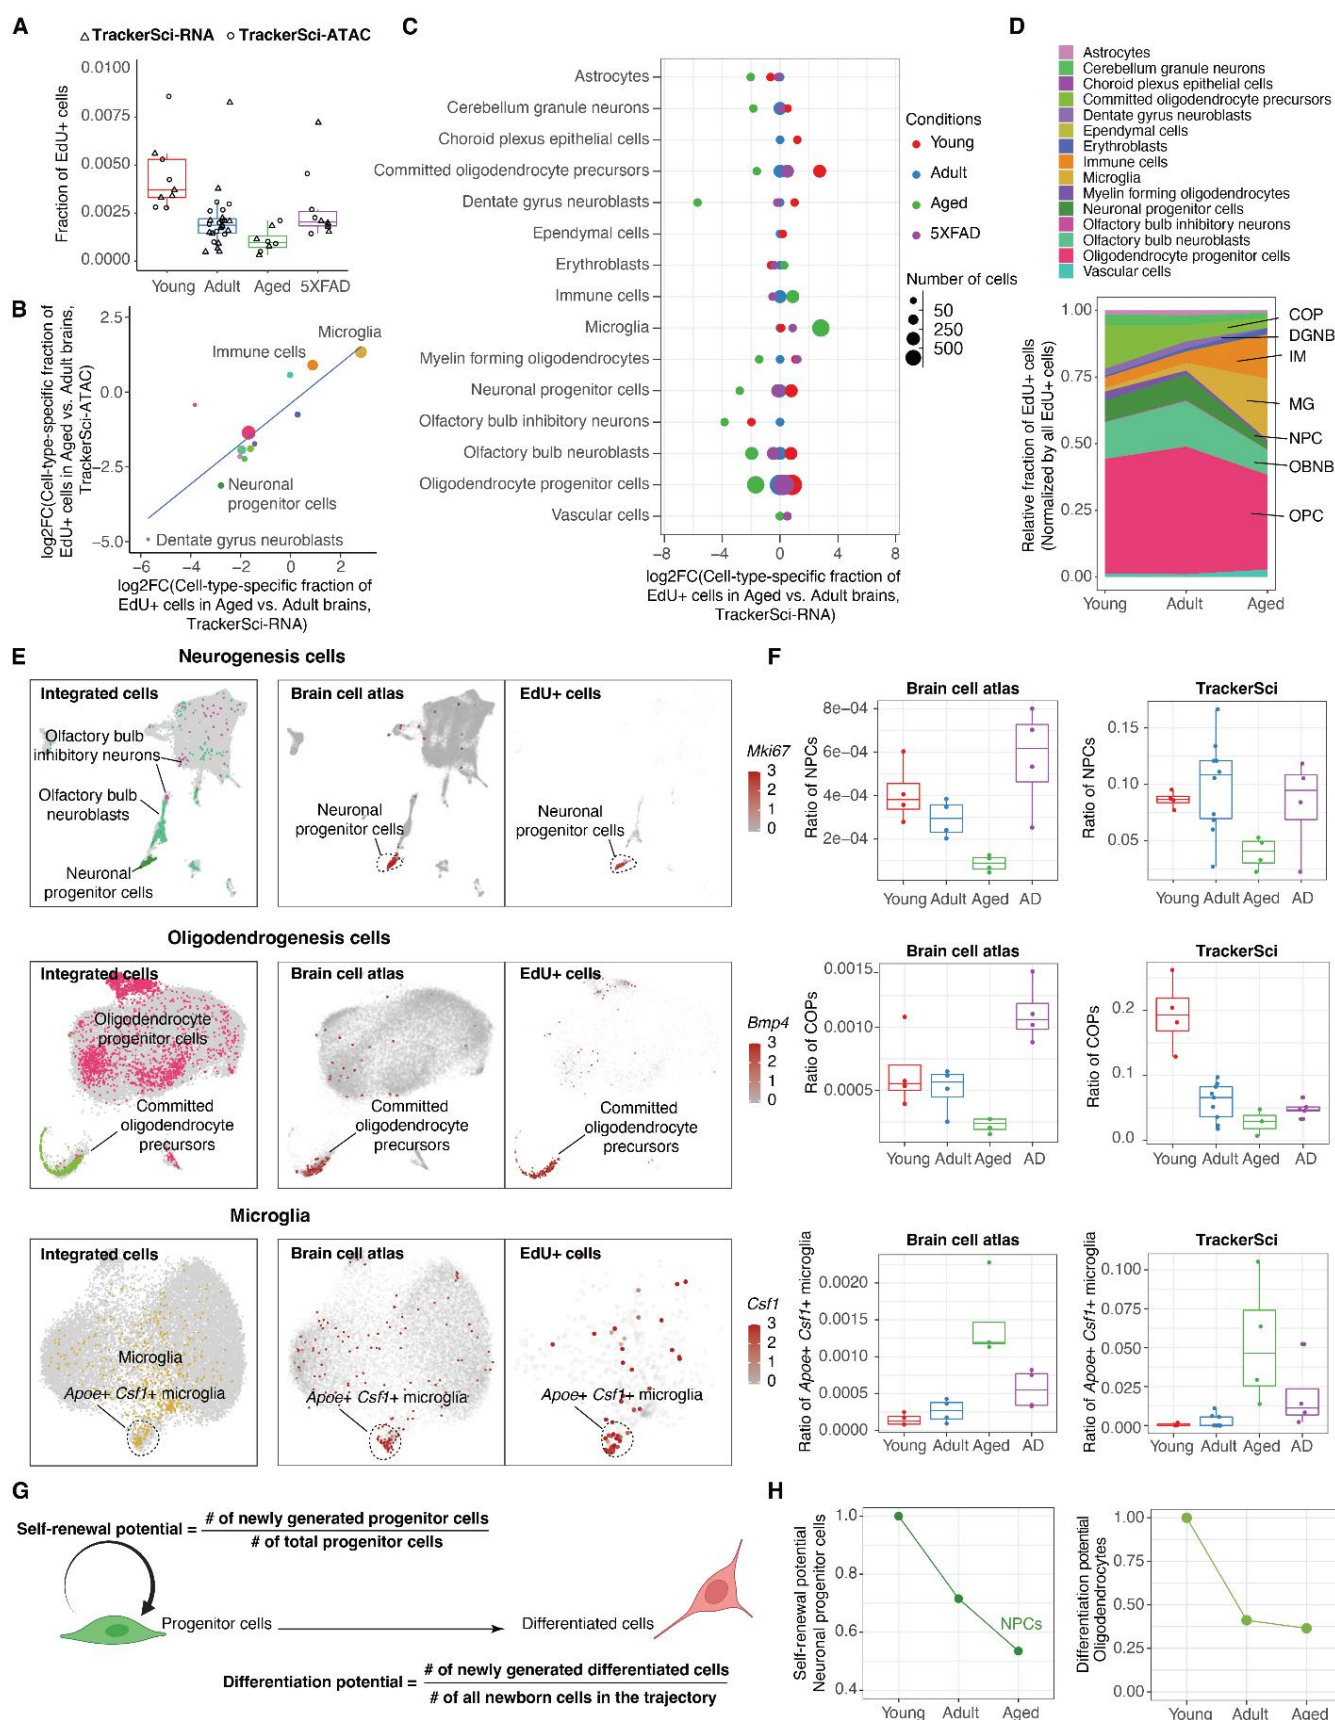 A
△ TrackerSci-RNA ○ TrackerSci-ATAC
Fraction of EdU+ cells
0.0100
0.0075
0.0050
0.0025
0.0000
Young Adult Aged 5XFAD
B
log2FC(Cell-type-specific fraction of
EdU+ cells in Aged vs. Adult brains,
TrackerSci-ATAC)
2.5
0.0
−2.5
−5.0
Microglia
Immune cells
Neuronal
progenitor cells
Dentate gyrus neuroblasts
−6 −4 −2 0 2
log2FC(Cell-type-specific fraction of
EdU+ cells in Aged vs. Adult brains,
TrackerSci-RNA)
C
Astrocytes
Cerebellum granule neurons
Choroid plexus epithelial cells
Committed oligodendrocyte precursors
Dentate gyrus neuroblasts
Ependymal cells
Erythroblasts
Immune cells
Microglia
Myelin forming oligodendrocytes
Neuronal progenitor cells
Olfactory bulb inhibitory neurons
Olfactory bulb neuroblasts
Oligodendrocyte progenitor cells
Vascular cells
−8 −4 0 4 8
log2FC(Cell-type-specific fraction of
EdU+ cells in Aged vs. Adult brains,
TrackerSci-RNA)
Conditions
Young
Adult
Aged
5XFAD
Number of cells
50
250
500
D
Astrocytes
Cerebellum granule neurons
Choroid plexus epithelial cells
Committed oligodendrocyte precursors
Dentate gyrus neuroblasts
Ependymal cells
Erythroblasts
Immune cells
Microglia
Myelin forming oligodendrocytes
Neuronal progenitor cells
Olfactory bulb inhibitory neurons
Olfactory bulb neuroblasts
Oligodendrocyte progenitor cells
Vascular cells
Relative fraction of EdU+ cells
(Normalized by all EdU+ cells)
1.00
0.75
0.50
0.25
0.00
COP
DGNB
IM
MG
NPC
OBNB
OPC
Young Adult Aged
E
Neurogenesis cells
Integrated cells
Olfactory bulb
inhibitory neurons
Olfactory bulb
neuroblasts
Neuronal
progenitor cells
Brain cell atlas
Neuronal
progenitor cells
EdU+ cells
Neuronal
progenitor cells
Mki67
3
2
1
0
Oligodendrogenesis cells
Integrated cells
Oligodendrocyte
progenitor cells
Committed
oligodendrocyte
precursors
Brain cell atlas
Committed
oligodendrocyte
precursors
EdU+ cells
Committed
oligodendrocyte
precursors
Bmp4
3
2
1
0
Microglia
Integrated cells
Microglia
Apoe+ Csf1+ microglia
Brain cell atlas
Apoe+ Csf1+ microglia
EdU+ cells
Apoe+ Csf1+ microglia
Csf1
3
2
1
0
F
Brain cell atlas
Ratio of NPCs
8e−04
6e−04
4e−04
2e−04
Young Adult Aged AD
TrackerSci
Ratio of NPCs
0.15
0.10
0.05
Young Adult Aged AD
Brain cell atlas
Ratio of COPs
0.0015
0.0010
0.0005
Young Adult Aged AD
TrackerSci
Ratio of COPs
0.2
0.1
0.0
Young Adult Aged AD
Brain cell atlas
Ratio of Apoe+ Csf1+ microglia
0.0020
0.0015
0.0010
0.0005
0.0000
Young Adult Aged AD
TrackerSci
Ratio of Apoe+ Csf1+ microglia
0.100
0.075
0.050
0.025
0.000
Young Adult Aged AD
G
Self-renewal potential =
# of newly generated progenitor cells
# of total progenitor cells
Progenitor cells
Differentiated cells
Differentiation potential =
# of newly generated differentiated cells
# of all newborn cells in the trajectory
H
Self-renewal potential
Neuronal progenitor cells
1.0
0.8
0.6
0.4
NPCs
Young Adult Aged
Differentiation potential
Oligodendrocytes
1.00
0.75
0.50
0.25
0.00
Young Adult Aged